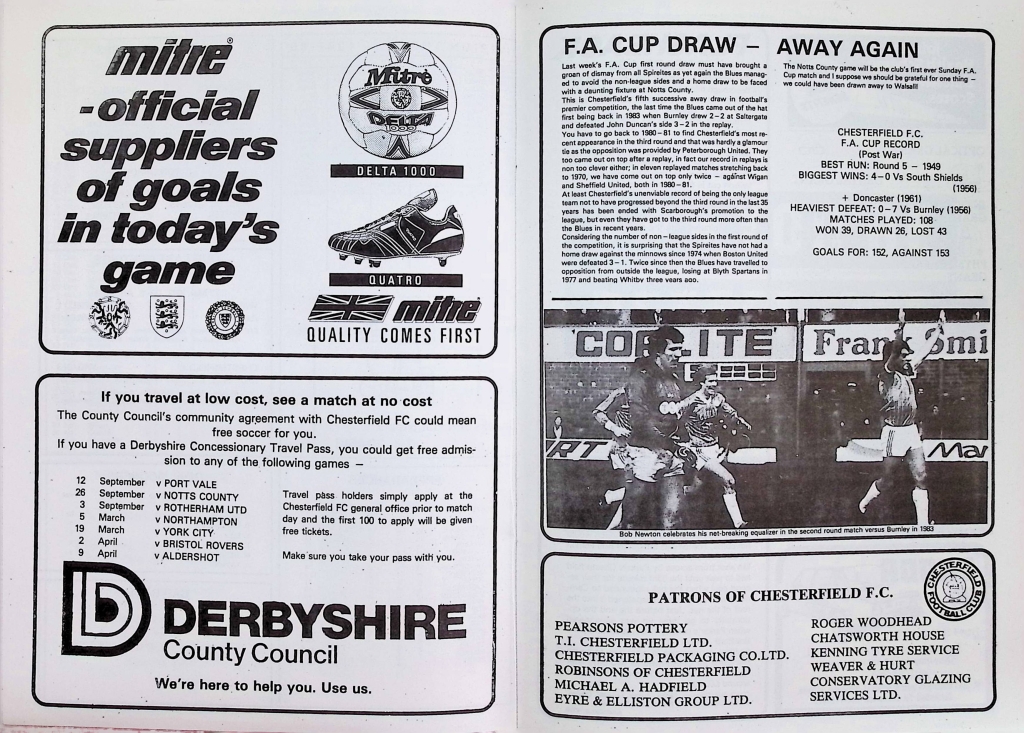 mitre®
-official
suppliers
of goals
in today's
game
Mitre
DELTA
1000
DELTA 1000
QUATRO
mitre
QUALITY COMES FIRST
If you travel at low cost, see a match at no cost
The County Council's community agreement with Chesterfield FC could mean
free soccer for you.
If you have a Derbyshire Concessionary Travel Pass, you could get free admis-
sion to any of the following games –
12 September v PORT VALE
26 September v NOTTS COUNTY
3 September v ROTHERHAM UTD
5 March v NORTHAMPTON
19 March v YORK CITY
2 April v BRISTOL ROVERS
9 April v ALDERSHOT
Travel pass holders simply apply at the
Chesterfield FC general office prior to match
day and the first 100 to apply will be given
free tickets.
Make sure you take your pass with you.
DERBYSHIRE
County Council
We're here to help you. Use us.
F.A. CUP DRAW – AWAY AGAIN
Last week's F.A. Cup first round draw must have brought a
groan of dismay from all Spireites as yet again the Blues manag-
ed to avoid the non-league sides and a home draw to be faced
with a daunting fixture at Notts County.
This is Chesterfield's fifth successive away draw in football's
premier competition, the last time the Blues came out of the hat
first being back in 1983 when Burnley drew 2–2 at Saltergate
and defeated John Duncan's side 3–2 in the replay.
You have to go back to 1980–81 to find Chesterfield's most re-
cent appearance in the third round and that was hardly a glamour
tie as the opposition was provided by Peterborough United. They
too came out on top after a replay, in fact our record in replays is
non too clever either; in eleven replayed matches stretching back
to 1970, we have come out on top only twice – against Wigan
and Sheffield United, both in 1980–81.
At least Chesterfield's unenviable record of being the only league
team not to have progressed beyond the third round in the last 35
years has been ended with Scarborough's promotion to the
league, but even they have got to the third round more often than
the Blues in recent years.
Considering the number of non–league sides in the first round of
the competition, it is surprising that the Spireites have not had a
home draw against the minnows since 1974 when Boston United
were defeated 3–1. Twice since then the Blues have travelled to
opposition from outside the league, losing at Blyth Spartans in
1977 and beating Whitby three years ago.
The Notts County game will be the club's first ever Sunday F.A.
Cup match and I suppose we should be grateful for one thing –
we could have been drawn away to Walsall!
CHESTERFIELD F.C.
F.A. CUP RECORD
(Post War)
BEST RUN: Round 5 – 1949
BIGGEST WINS: 4–0 Vs South Shields
(1956)
+ Doncaster (1961)
HEAVIEST DEFEAT: 0–7 Vs Burnley (1956)
MATCHES PLAYED: 108
WON 39, DRAWN 26, LOST 43
GOALS FOR: 152, AGAINST 153
'COALITE'
Frank Smi
RT
Mar
Bob Newton celebrates his net-breaking equalizer in the second round match versus Burnley in 1983
CHESTERFIELD
FOOTBALL CLUB
PATRONS OF CHESTERFIELD F.C.
PEARSONS POTTERY
T.I. CHESTERFIELD LTD.
CHESTERFIELD PACKAGING CO.LTD.
ROBINSONS OF CHESTERFIELD
MICHAEL A. HADFIELD
EYRE & ELLISTON GROUP LTD.
ROGER WOODHEAD
CHATSWORTH HOUSE
KENNING TYRE SERVICE
WEAVER & HURT
CONSERVATORY GLAZING
SERVICES LTD.